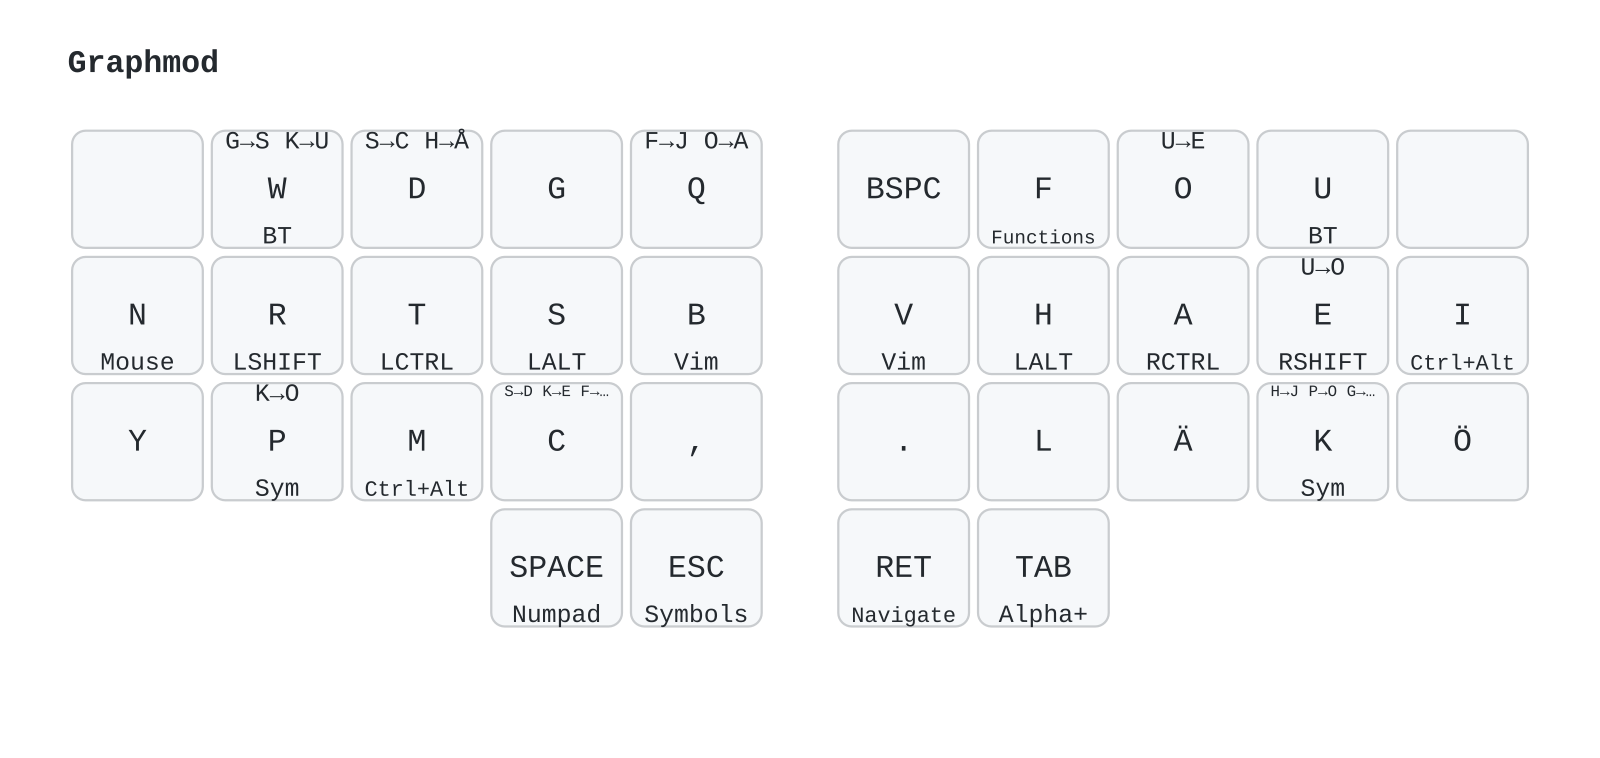 Graphmod
G→S K→U S→C H→Å F→J O→A U→E
W D G Q BSPC F O U
BT Functions BT
U→O
N R T S B V H A E I
Mouse LSHIFT LCTRL LALT Vim Vim LALT RCTRL RSHIFT Ctrl+Alt
K→O S→D K→E F→… H→J P→O G→…
Y P M C , . L Ä K Ö
Sym Ctrl+Alt Sym
SPACE ESC RET TAB
Numpad Symbols Navigate Alpha+